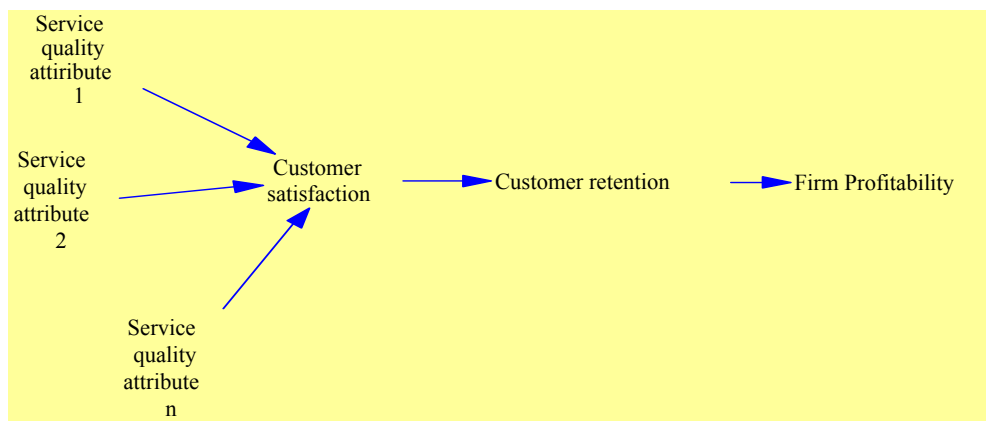 Service
quality
attiribute
1
Service
quality
attribute
2
Customer
satisfaction
Customer retention
Firm Profitability
Service
quality
attribute
n